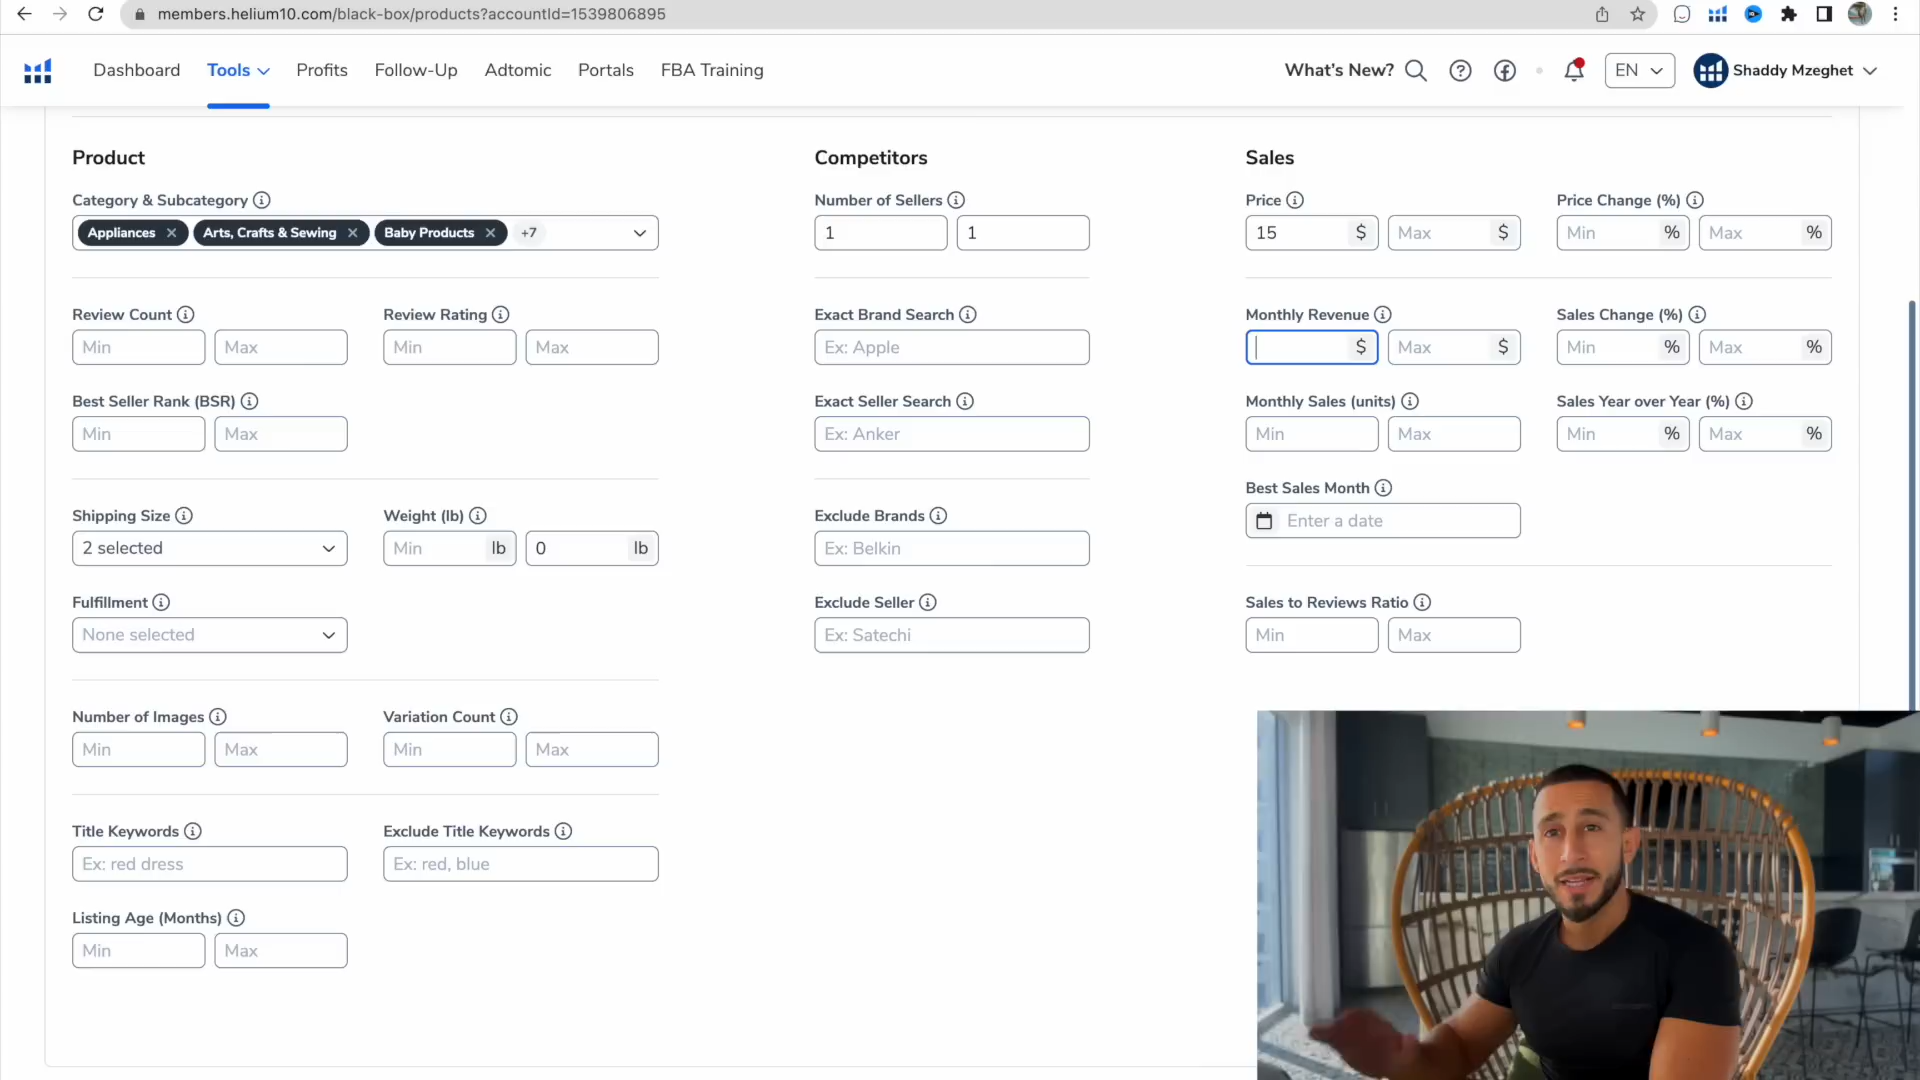 members.helium10.com/black-box/products?accountId=1539806895
Dashboard Tools Profits Follow-Up Adtomic Portals FBA Training What's New? EN Shaddy Mzeghet
Product Competitors Sales
Category & Subcategory Number of Sellers Price Price Change (%)
Appliances Arts, Crafts & Sewing Baby Products +7 1 1 15 $ Max $ Min % Max %
Review Count Review Rating Exact Brand Search Monthly Revenue Sales Change (%)
Min Max Min Max Ex: Apple $ Max $ Min % Max %
Best Seller Rank (BSR) Exact Seller Search Monthly Sales (units) Sales Year over Year (%)
Min Max Ex: Anker Min Max Min % Max %
Best Sales Month
Enter a date
Shipping Size Weight (lb) Exclude Brands
2 selected Min lb 0 lb Ex: Belkin
Fulfillment Exclude Seller Sales to Reviews Ratio
None selected Ex: Satechi Min Max
Number of Images Variation Count
Min Max Min Max
Title Keywords Exclude Title Keywords
Ex: red dress Ex: red, blue
Listing Age (Months)
Min Max